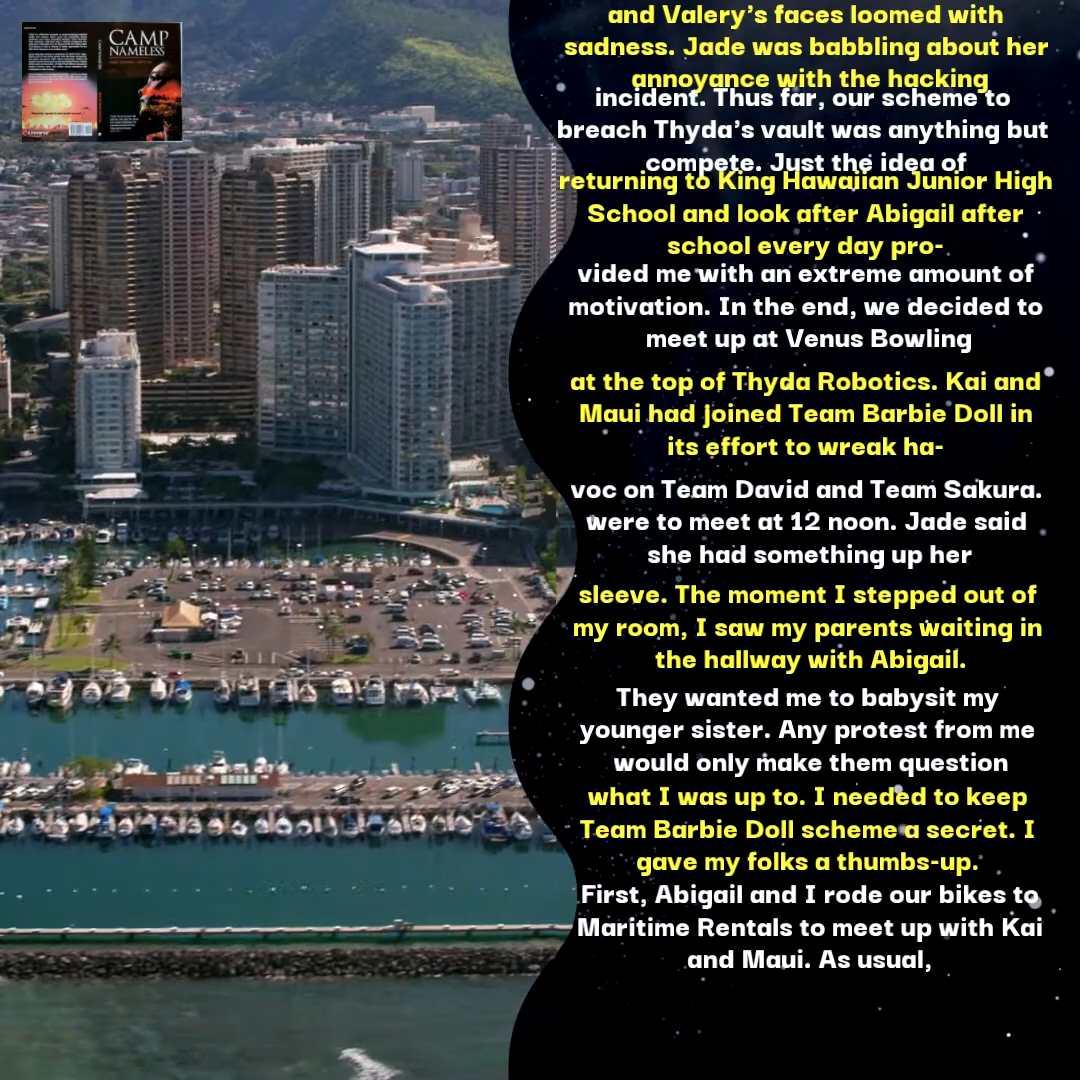 CAMP
NAMELESS
and Valery's faces loomed with
sadness. Jade was babbling about her
annoyance with the hacking
incident. Thus far, our scheme to
breach Thyda's vault was anything but
compete. Just the idea of
returning to King Hawaiian Junior High
School and look after Abigail after
school every day pro-
vided me with an extreme amount of
motivation. In the end, we decided to
meet up at Venus Bowling
at the top of Thyda Robotics. Kai and
Maui had joined Team Barbie Doll in
its effort to wreak ha-
voc on Team David and Team Sakura.
were to meet at 12 noon. Jade said
she had something up her
sleeve. The moment I stepped out of
my room, I saw my parents waiting in
the hallway with Abigail.
They wanted me to babysit my
younger sister. Any protest from me
would only make them question
what I was up to. I needed to keep
Team Barbie Doll scheme a secret. I
gave my folks a thumbs-up.
First, Abigail and I rode our bikes to
Maritime Rentals to meet up with Kai
and Maui. As usual,